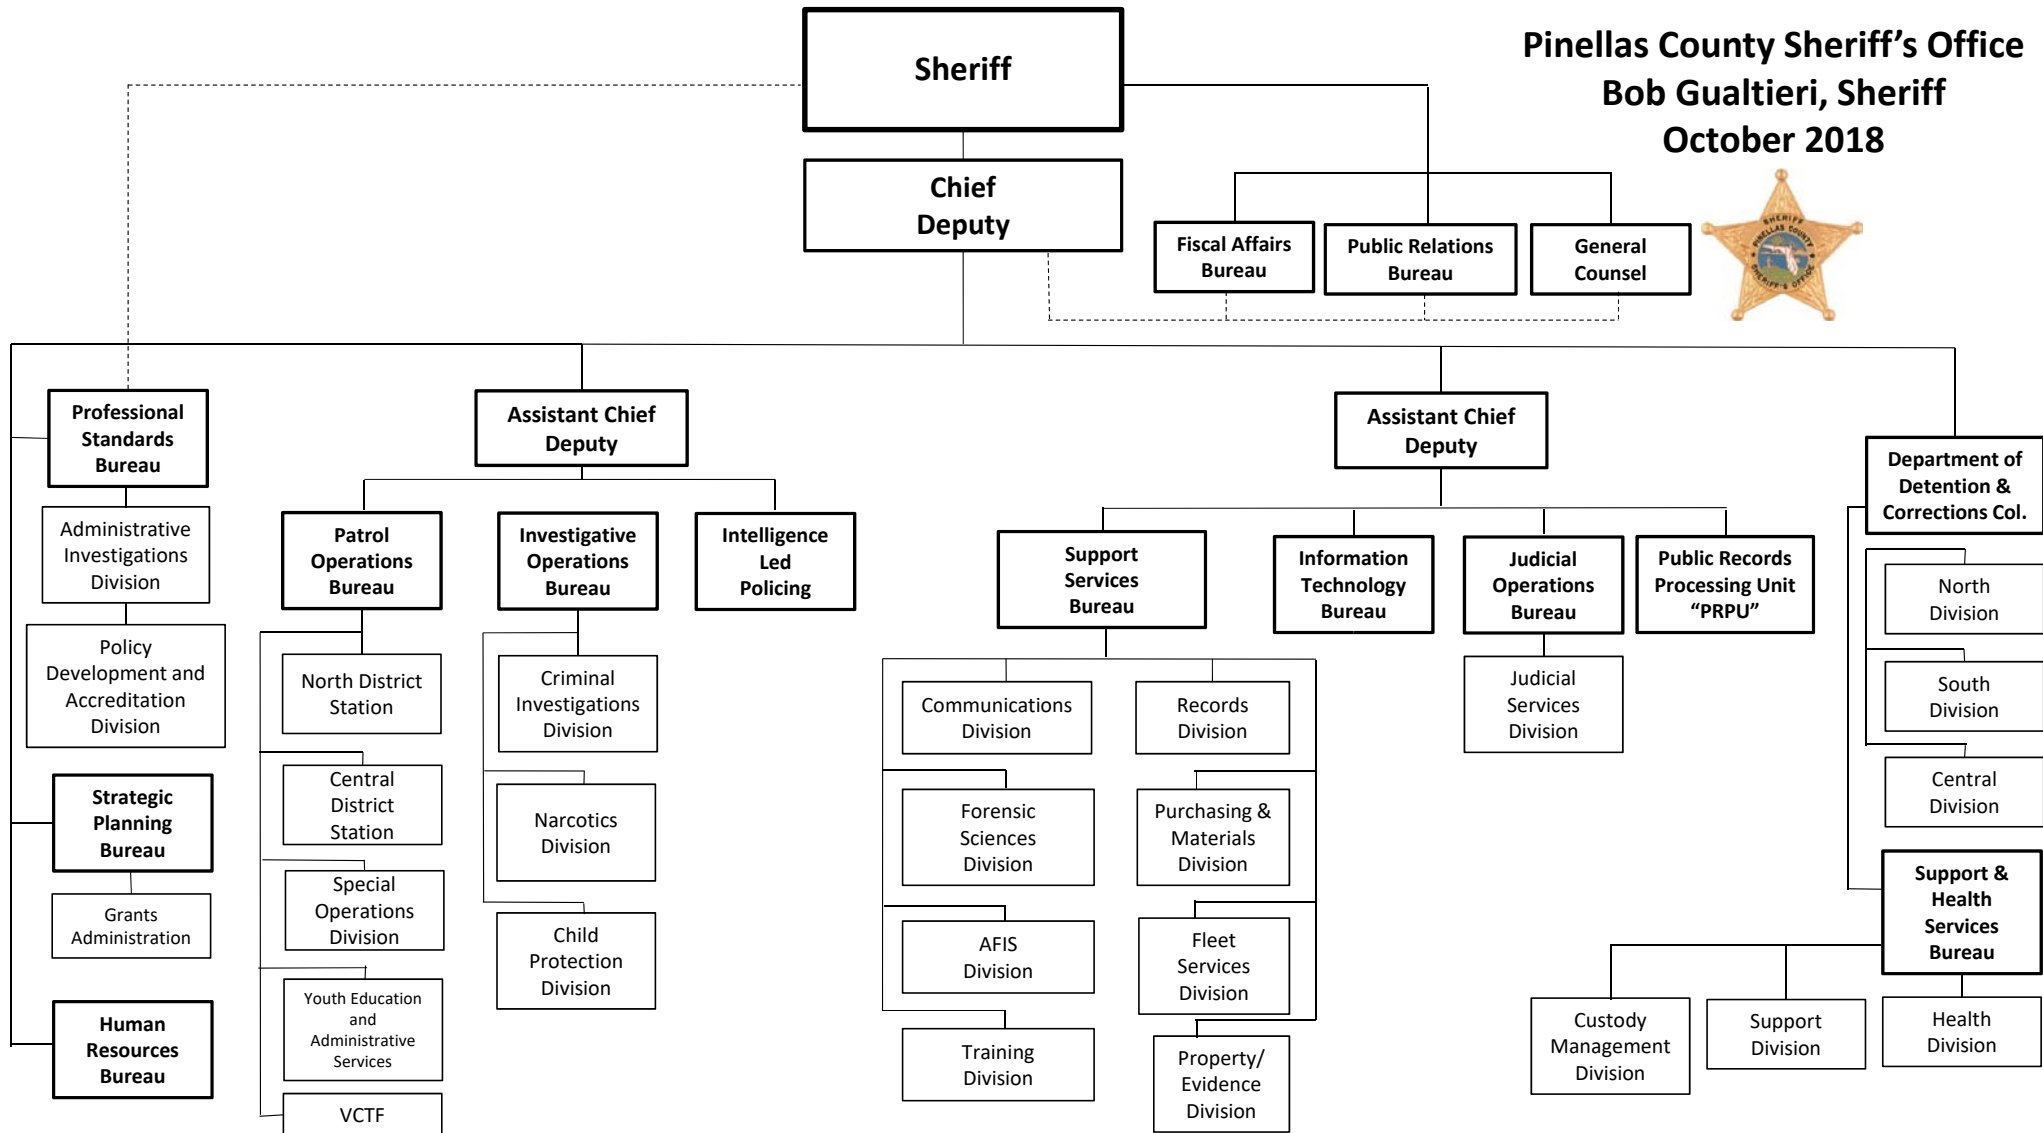 Pinellas County Sheriff's Office
Bob Gualtieri, Sheriff
October 2018
Sheriff
Chief
Deputy
Fiscal Affairs
Bureau
Public Relations
Bureau
General
Counsel
SHERIFF
PINELLAS COUNTY
SHERIFF'S OFFICE
Professional
Standards
Bureau
Administrative
Investigations
Division
Policy
Development and
Accreditation
Division
Strategic
Planning
Bureau
Grants
Administration
Human
Resources
Bureau
Assistant Chief
Deputy
Patrol
Operations
Bureau
North District
Station
Central
District
Station
Special
Operations
Division
Youth Education
and
Administrative
Services
VCTF
Investigative
Operations
Bureau
Criminal
Investigations
Division
Narcotics
Division
Child
Protection
Division
Intelligence
Led
Policing
Assistant Chief
Deputy
Support
Services
Bureau
Communications
Division
Forensic
Sciences
Division
AFIS
Division
Training
Division
Records
Division
Purchasing &
Materials
Division
Fleet
Services
Division
Property/
Evidence
Division
Information
Technology
Bureau
Judicial
Operations
Bureau
Judicial
Services
Division
Public Records
Processing Unit
“PRPU”
Department of
Detention &
Corrections Col.
North
Division
South
Division
Central
Division
Support &
Health
Services
Bureau
Custody
Management
Division
Support
Division
Health
Division